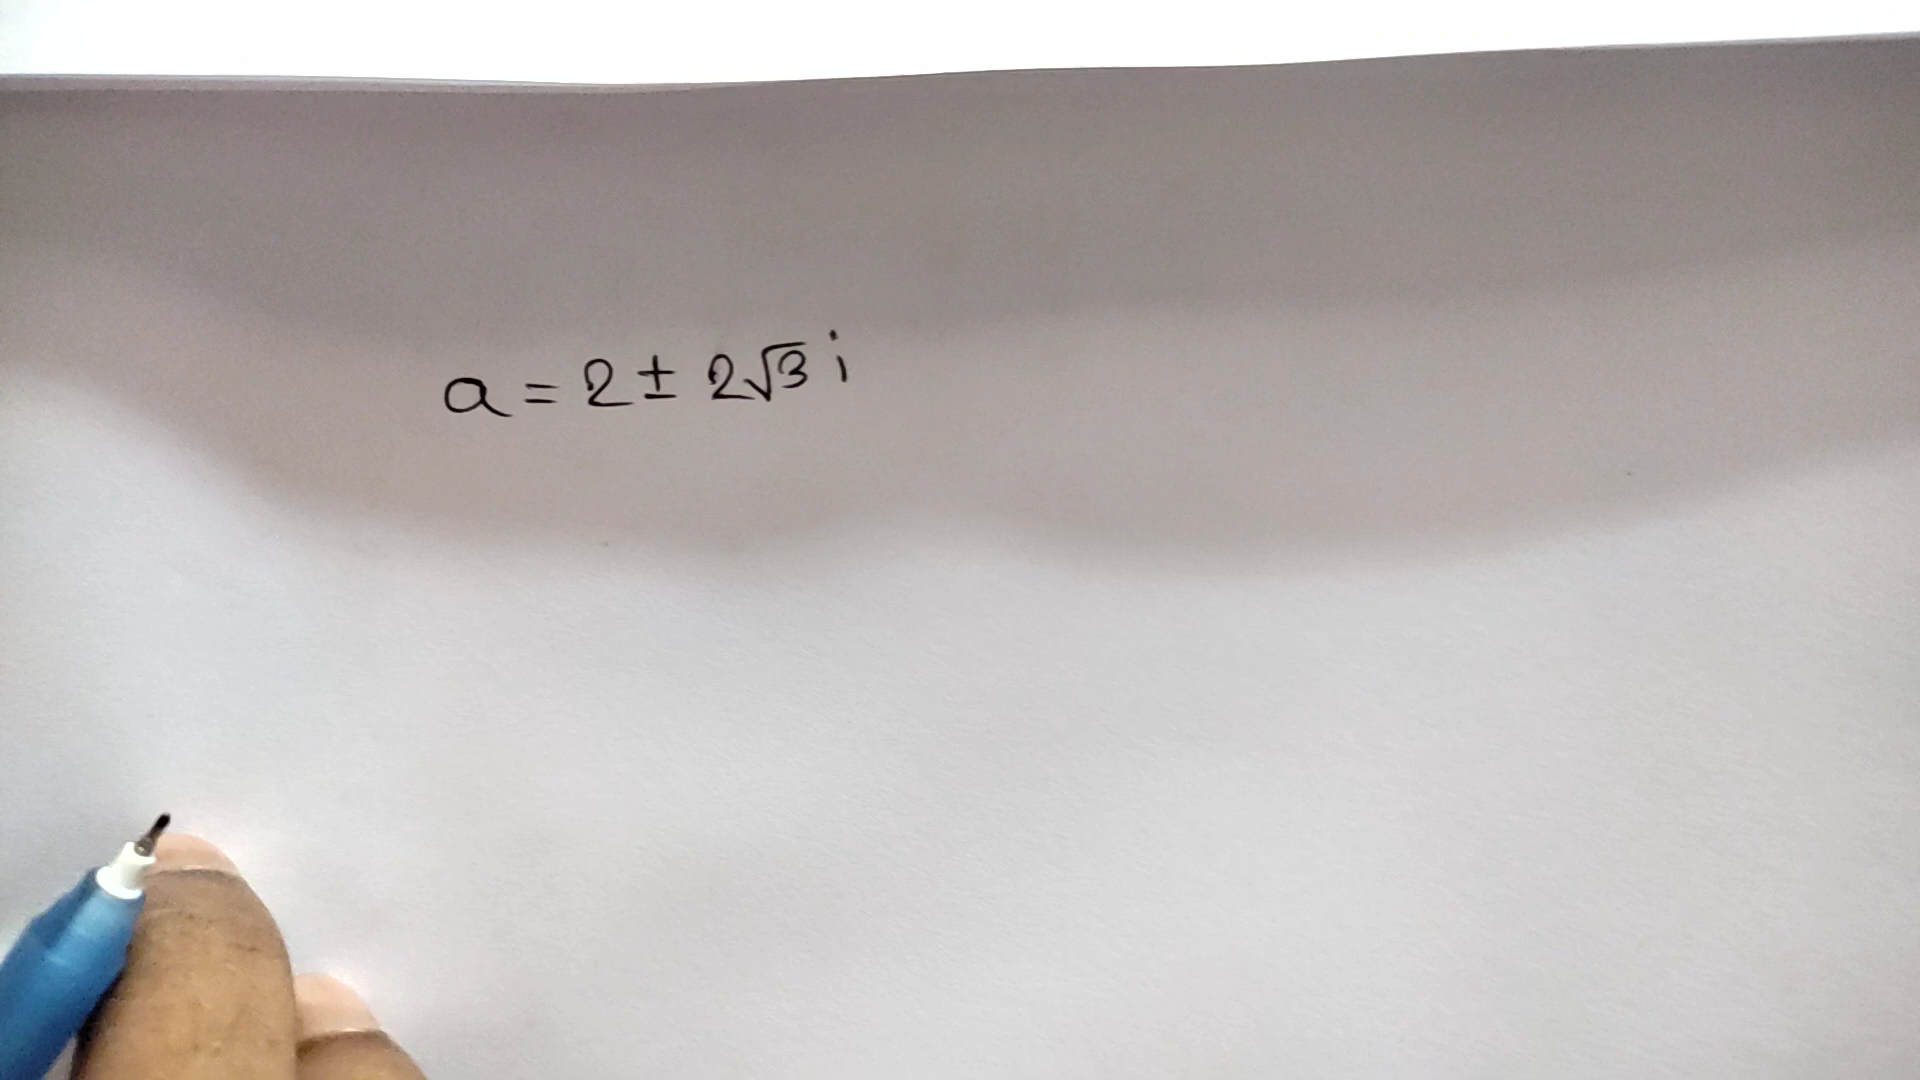 a = 2 ± 2√3 i